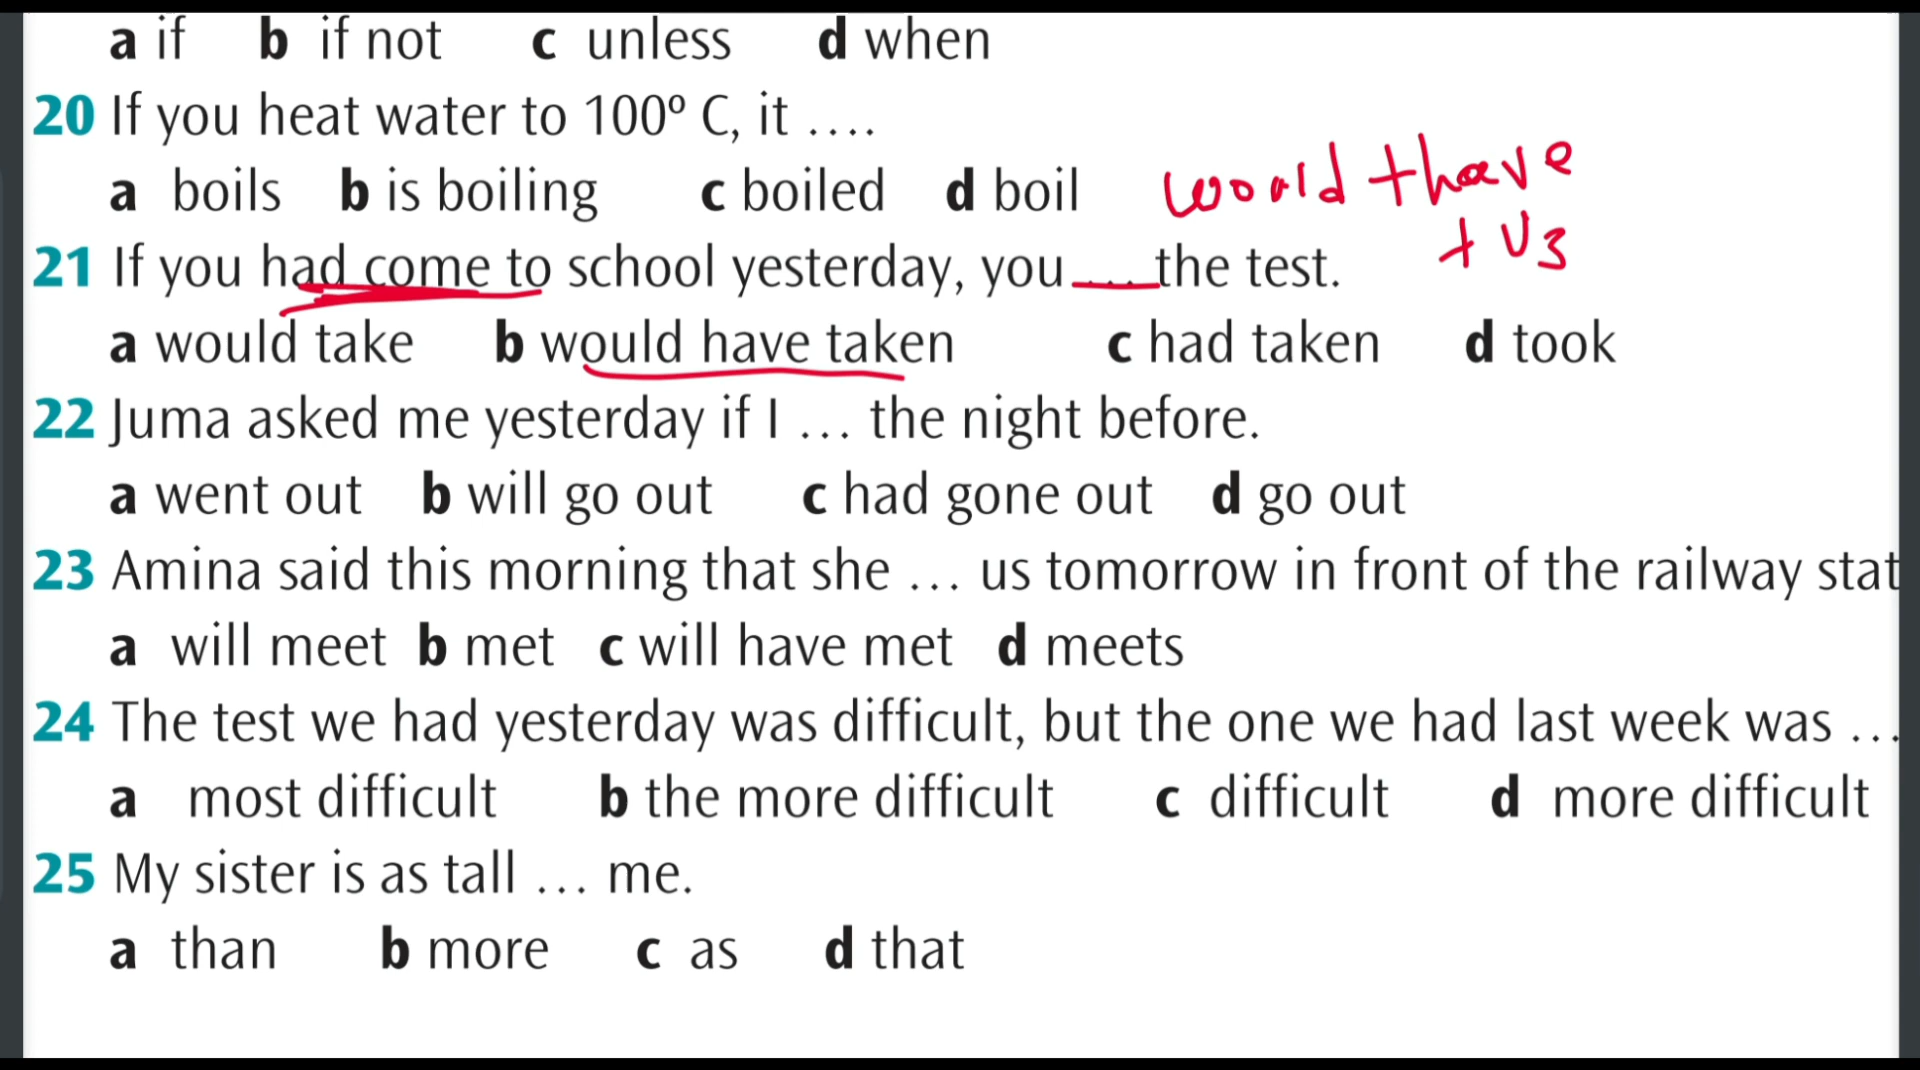 a if b if not c unless d when
20 If you heat water to 100º C, it ....
a boils b is boiling c boiled d boil
would + have
+ V3
21 If you had come to school yesterday, you .... the test.
a would take b would have taken c had taken d took
22 Juma asked me yesterday if I ... the night before.
a went out b will go out c had gone out d go out
23 Amina said this morning that she ... us tomorrow in front of the railway stat
a will meet b met c will have met d meets
24 The test we had yesterday was difficult, but the one we had last week was ...
a most difficult b the more difficult c difficult d more difficult
25 My sister is as tall ... me.
a than b more c as d that